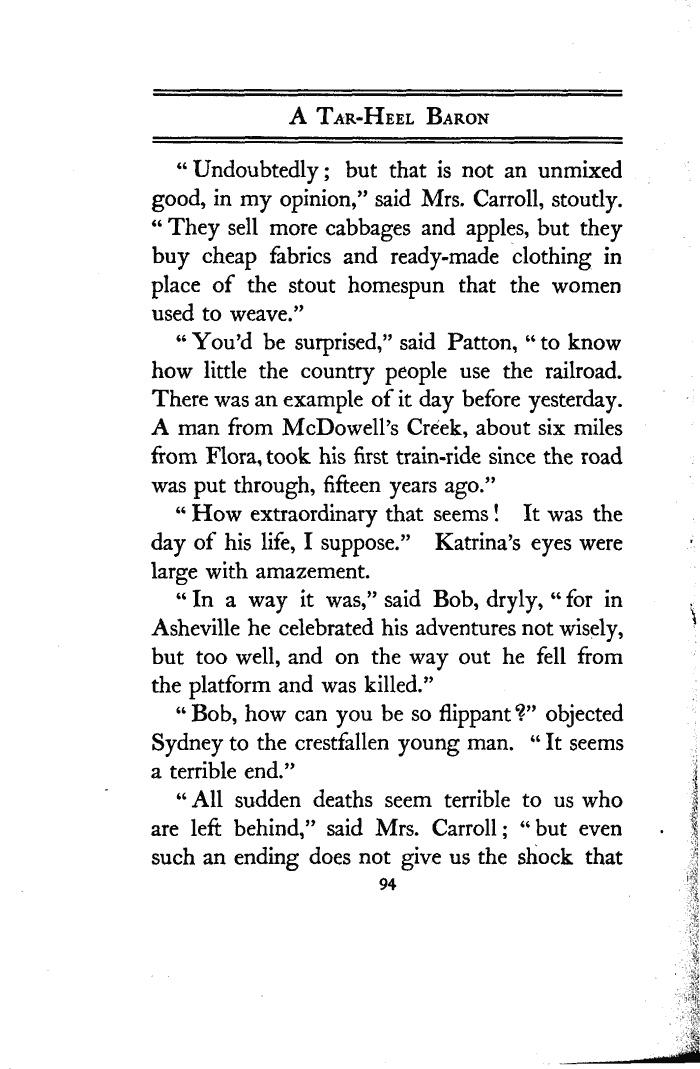 A Tar-Heel Baron
“Undoubtedly; but that is not an unmixed
good, in my opinion,” said Mrs. Carroll, stoutly.
“They sell more cabbages and apples, but they
buy cheap fabrics and ready-made clothing in
place of the stout homespun that the women
used to weave.”
“You’d be surprised,” said Patton, “to know
how little the country people use the railroad.
There was an example of it day before yesterday.
A man from McDowell’s Creek, about six miles
from Flora, took his first train-ride since the road
was put through, fifteen years ago.”
“How extraordinary that seems! It was the
day of his life, I suppose.” Katrina’s eyes were
large with amazement.
“In a way it was,” said Bob, dryly, “for in
Asheville he celebrated his adventures not wisely,
but too well, and on the way out he fell from
the platform and was killed.”
“Bob, how can you be so flippant?” objected
Sydney to the crestfallen young man. “It seems
a terrible end.”
“All sudden deaths seem terrible to us who
are left behind,” said Mrs. Carroll; “but even
such an ending does not give us the shock that
94